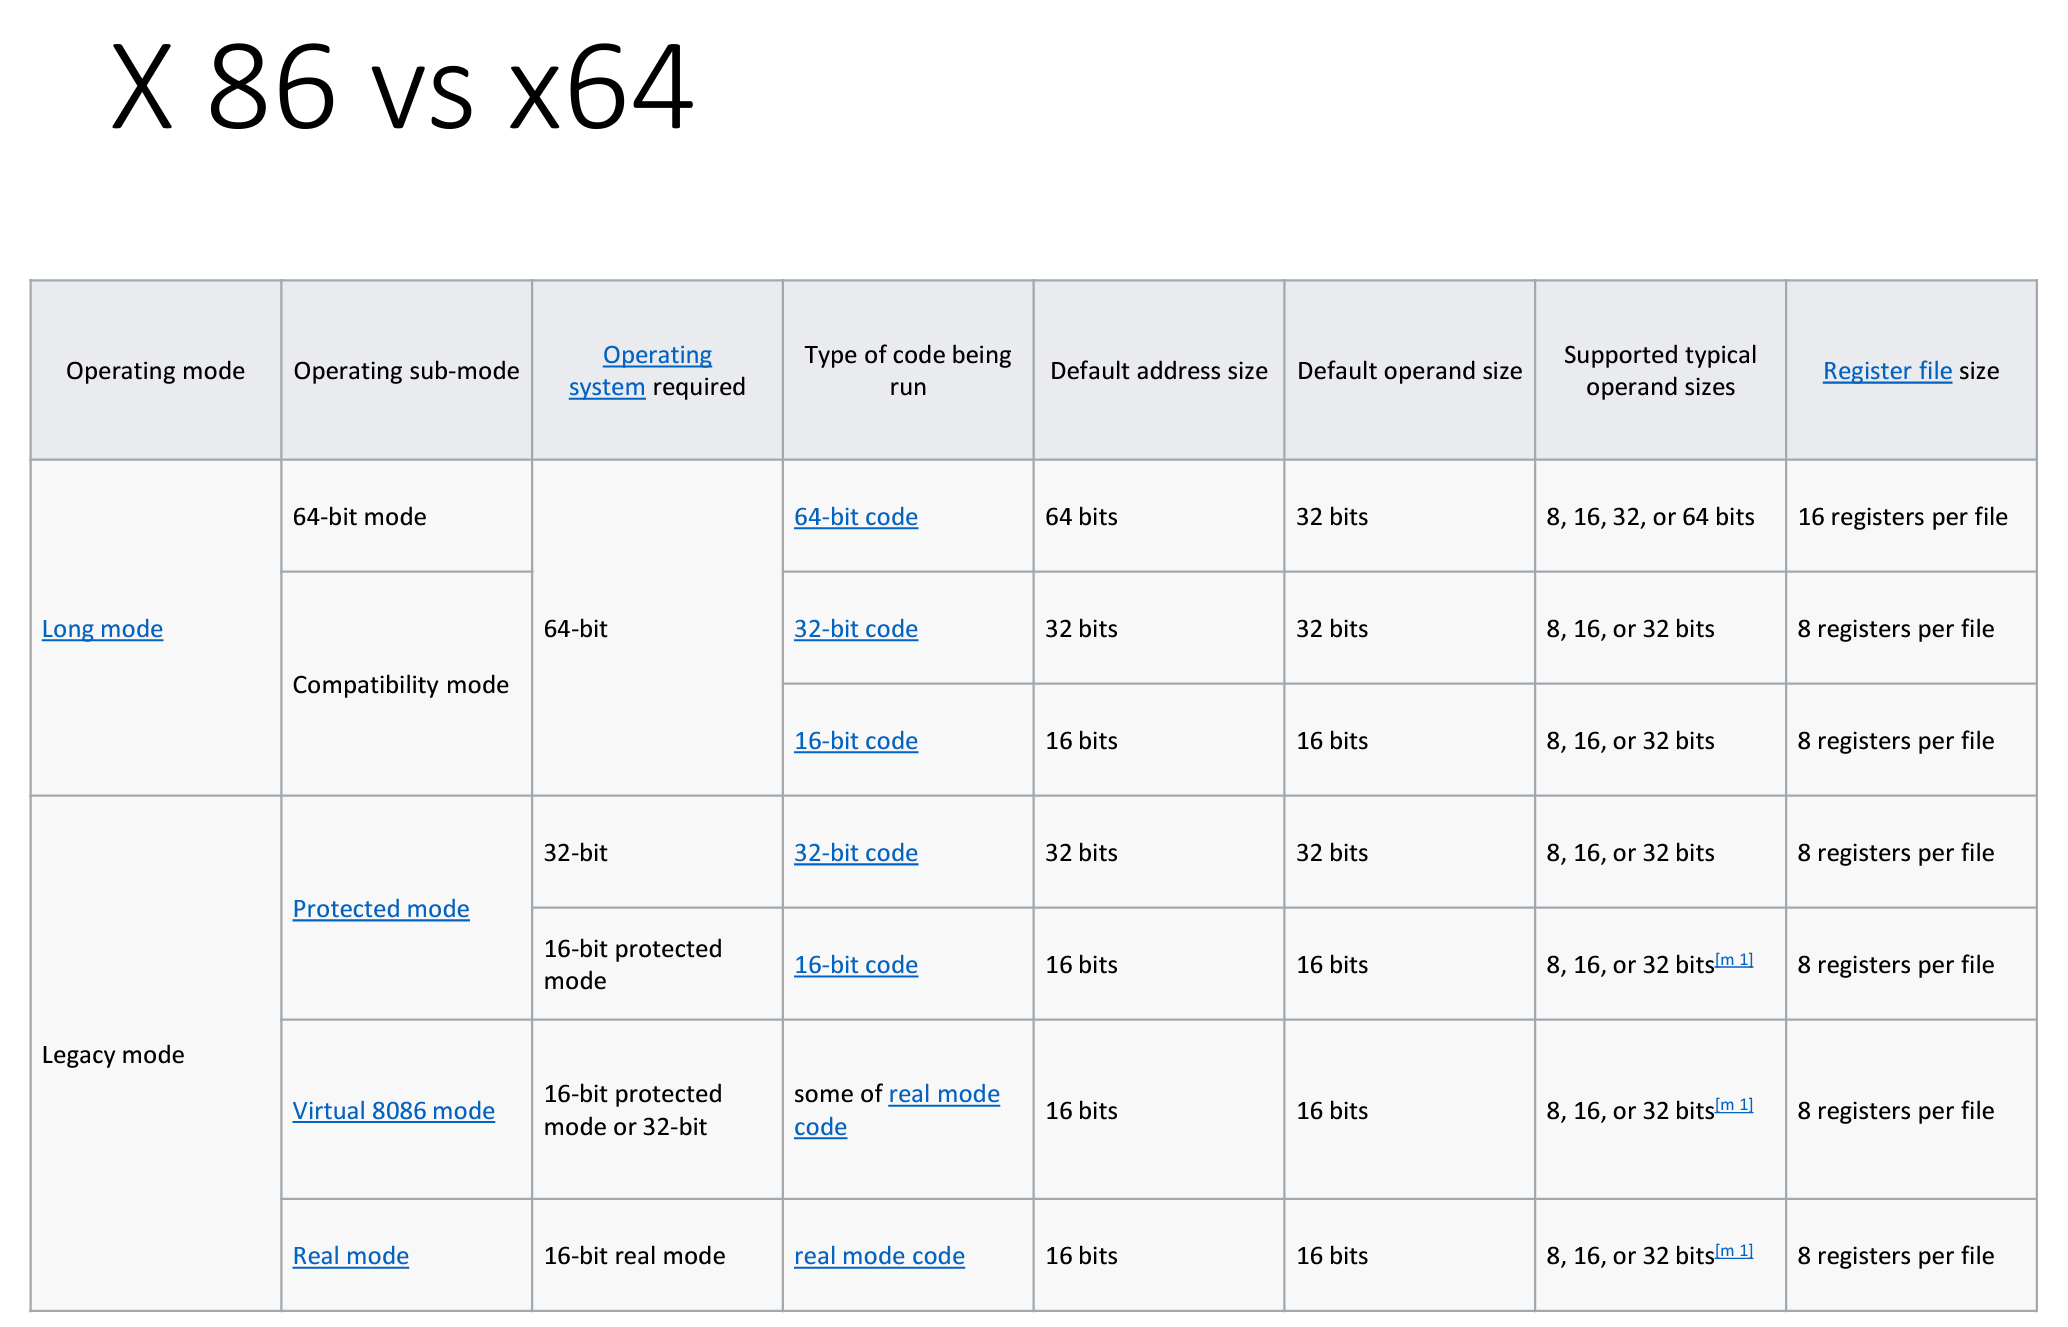 X 86 vs x64
Operating mode
Operating sub-mode
Operating
system required
Type of code being
run
Default address size
Default operand size
Supported typical
operand sizes
Register file size
Long mode
64-bit mode
64-bit
64-bit code
64 bits
32 bits
8, 16, 32, or 64 bits
16 registers per file
Compatibility mode
32-bit code
32 bits
32 bits
8, 16, or 32 bits
8 registers per file
16-bit code
16 bits
16 bits
8, 16, or 32 bits
8 registers per file
Legacy mode
Protected mode
32-bit
32-bit code
32 bits
32 bits
8, 16, or 32 bits
8 registers per file
16-bit protected
mode
16-bit code
16 bits
16 bits
8, 16, or 32 bits[m 1]
8 registers per file
Virtual 8086 mode
16-bit protected
mode or 32-bit
some of real mode
code
16 bits
16 bits
8, 16, or 32 bits[m 1]
8 registers per file
Real mode
16-bit real mode
real mode code
16 bits
16 bits
8, 16, or 32 bits[m 1]
8 registers per file